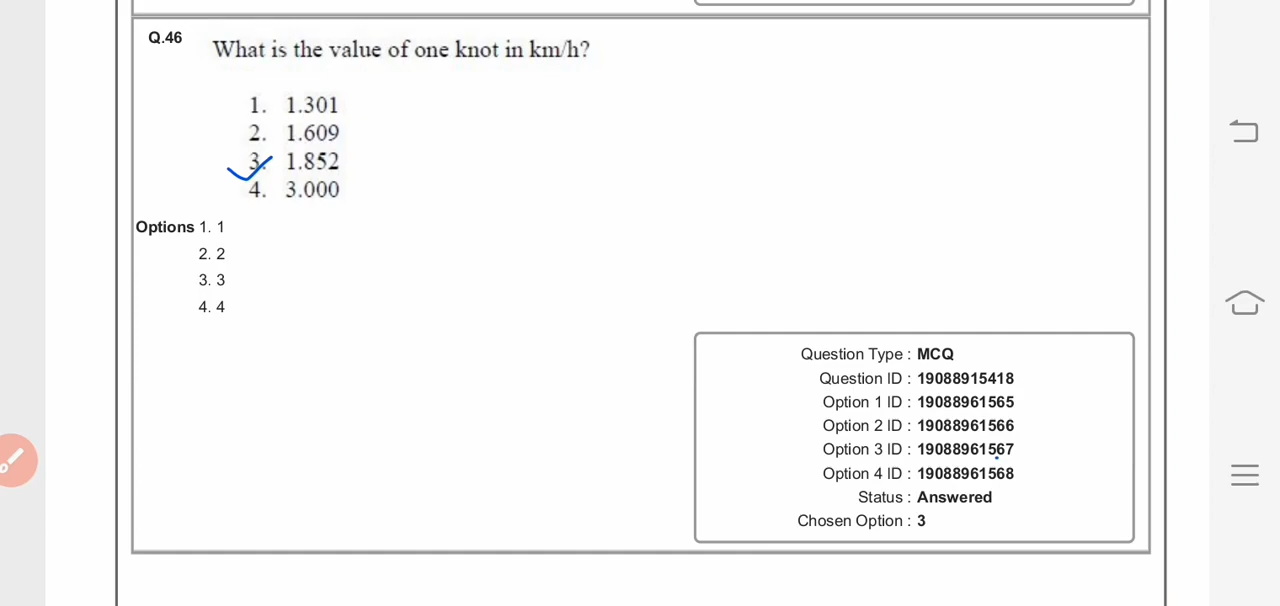 Q.46
What is the value of one knot in km/h?
1. 1.301
2. 1.609
3. 1.852
4. 3.000
Options 1. 1
2. 2
3. 3
4. 4
Question Type : MCQ
Question ID : 19088915418
Option 1 ID : 19088961565
Option 2 ID : 19088961566
Option 3 ID : 19088961567
Option 4 ID : 19088961568
Status : Answered
Chosen Option : 3